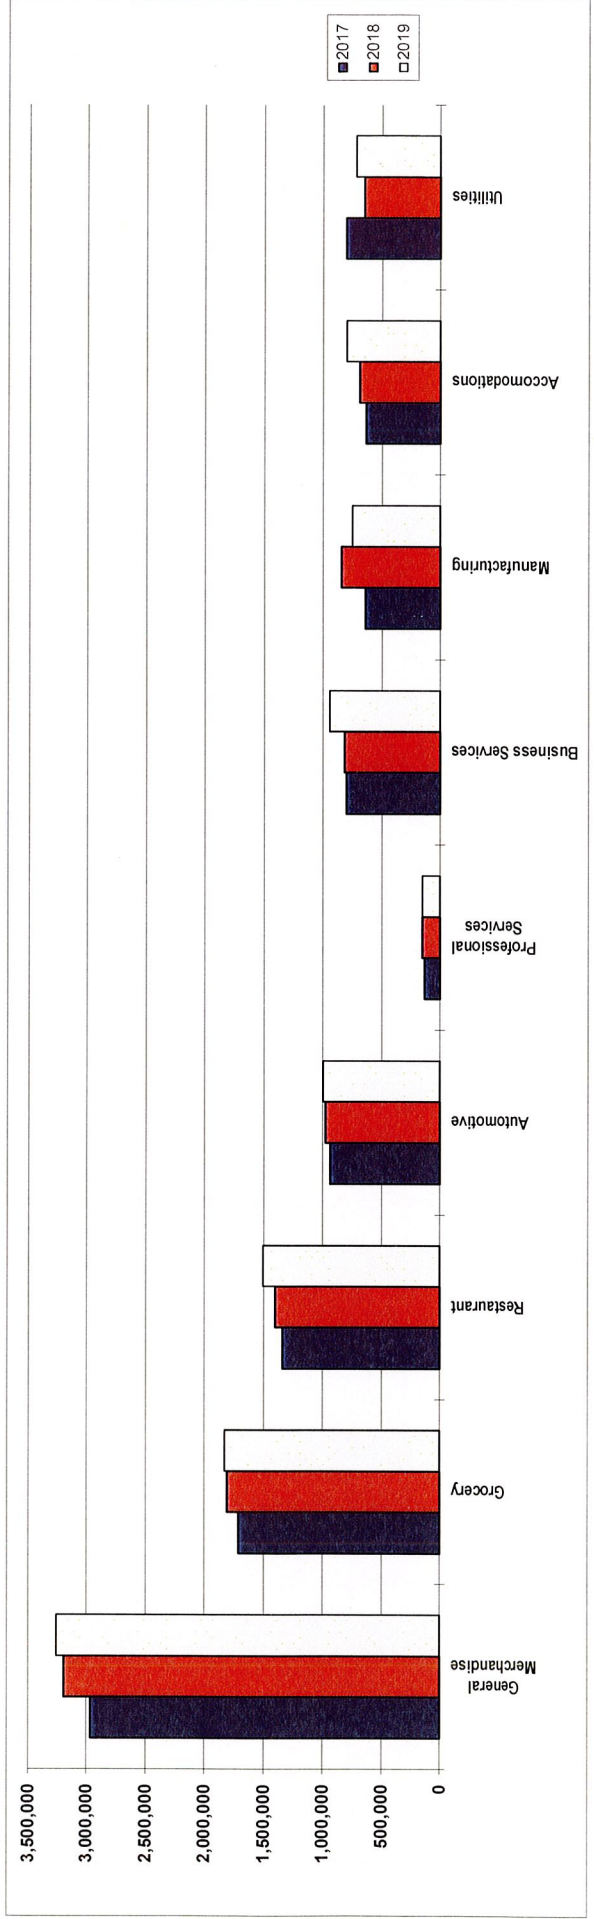 3,500,000
3,000,000
2,500,000
2,000,000
1,500,000
1,000,000
500,000
0
General
Merchandise
Grocery
Restaurant
Automotive
Professional
Services
Business Services
Manufacturing
Accomodations
Utilities
2017
2018
2019